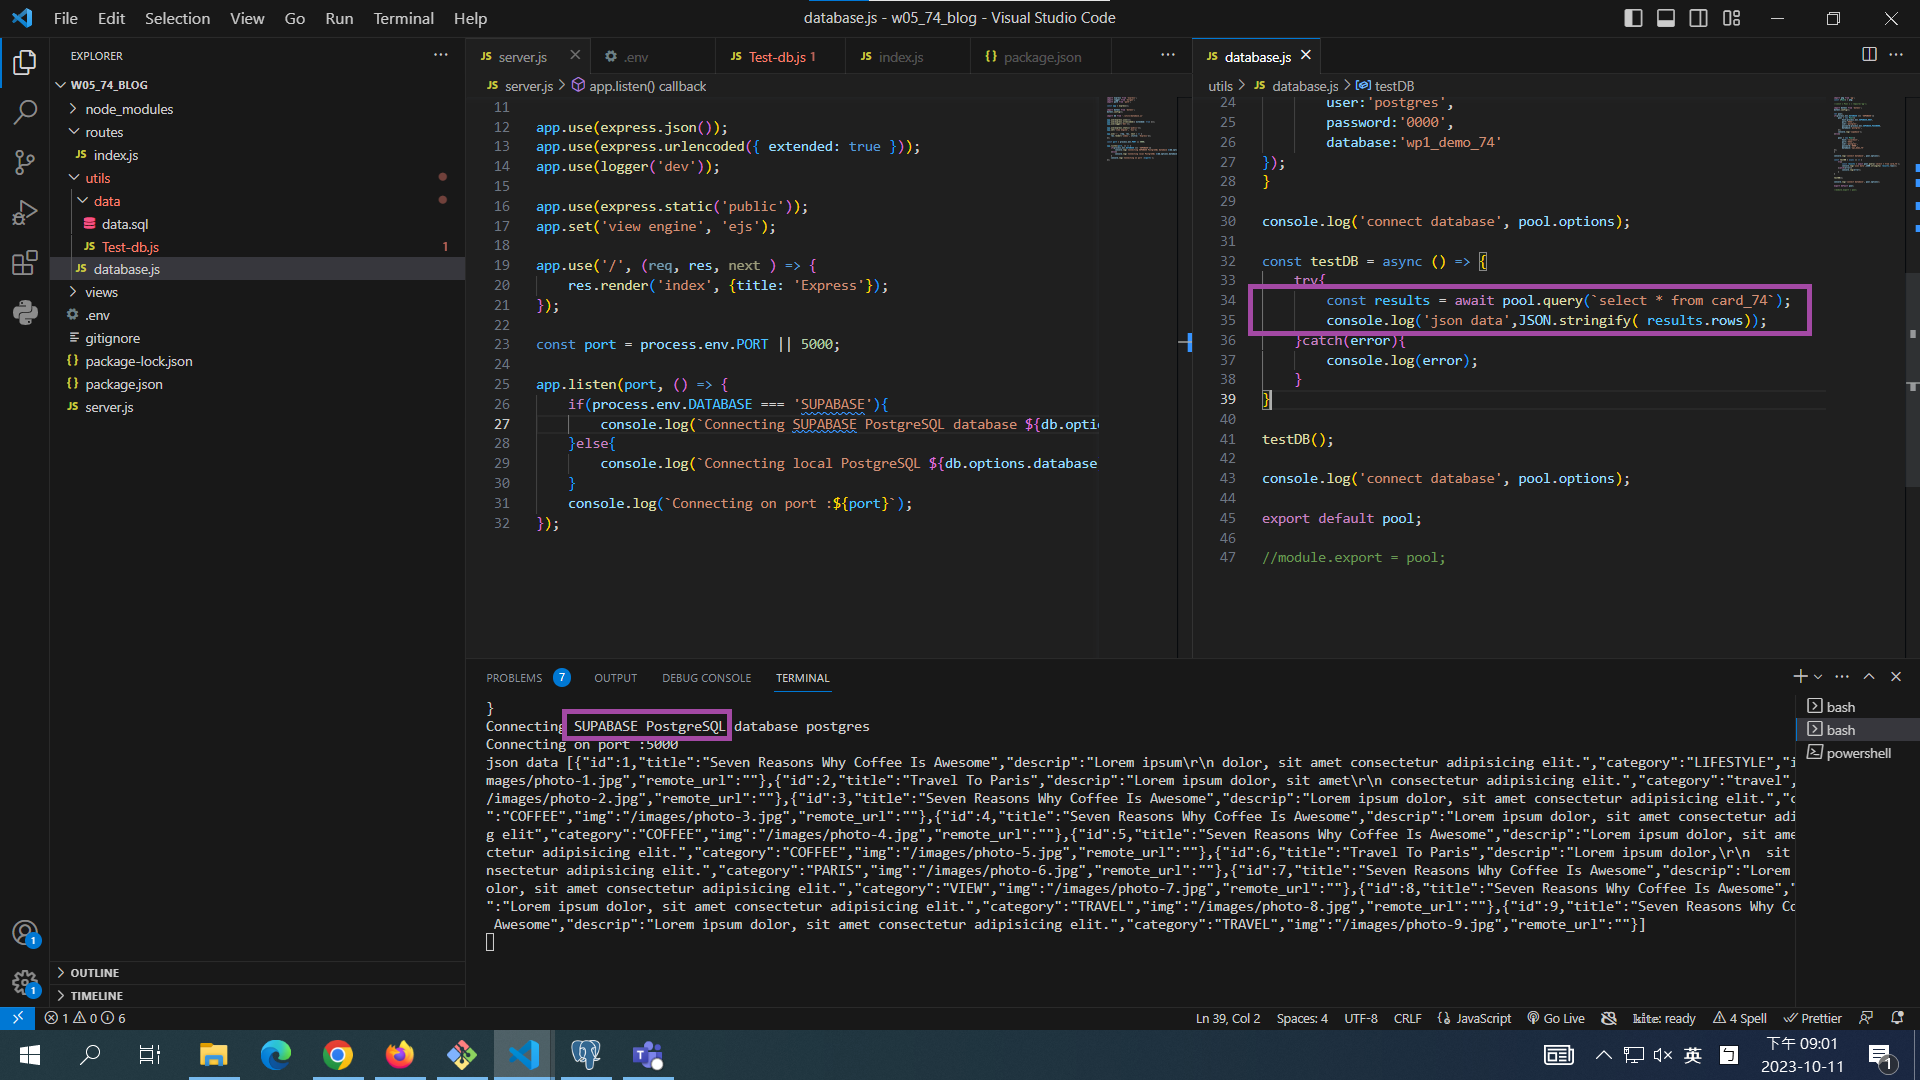 File Edit Selection View Go Run Terminal Help
database.js - w05_74_blog - Visual Studio Code
EXPLORER
W05_74_BLOG
node_modules
routes
JS index.js
utils
data
data.sql
JS Test-db.js 1
JS database.js
views
.env
gitignore
{} package-lock.json
{} package.json
JS server.js
OUTLINE
TIMELINE
JS server.js
.env
JS Test-db.js 1
JS index.js
{} package.json
JS server.js > app.listen() callback
11
12 app.use(express.json());
13 app.use(express.urlencoded({ extended: true }));
14 app.use(logger('dev'));
15
16 app.use(express.static('public'));
17 app.set('view engine', 'ejs');
18
19 app.use('/', (req, res, next ) => {
20 res.render('index', {title: 'Express'});
21 });
22
23 const port = process.env.PORT || 5000;
24
25 app.listen(port, () => {
26 if(process.env.DATABASE === 'SUPABASE'){
27 console.log(`Connecting SUPABASE PostgreSQL database ${db.optio
28 }else{
29 console.log(`Connecting local PostgreSQL ${db.options.database
30 }
31 console.log(`Connecting on port :${port}`);
32 });
JS database.js
utils > JS database.js > testDB
24 user:'postgres',
25 password:'0000',
26 database:'wp1_demo_74'
27 });
28 }
29
30 console.log('connect database', pool.options);
31
32 const testDB = async () => {
33 try{
34 const results = await pool.query(`select * from card_74`);
35 console.log('json data',JSON.stringify( results.rows));
36 }catch(error){
37 console.log(error);
38 }
39 }
40
41 testDB();
42
43 console.log('connect database', pool.options);
44
45 export default pool;
46
47 //module.export = pool;
PROBLEMS 7 OUTPUT DEBUG CONSOLE TERMINAL
}
Connecting SUPABASE PostgreSQL database postgres
Connecting on port :5000
json data [{"id":1,"title":"Seven Reasons Why Coffee Is Awesome","descrip":"Lorem ipsum\r\n dolor, sit amet consectetur adipisicing elit.","category":"LIFESTYLE","i
mages/photo-1.jpg","remote_url":""},{"id":2,"title":"Travel To Paris","descrip":"Lorem ipsum dolor, sit amet\r\n consectetur adipisicing elit.","category":"travel",
/images/photo-2.jpg","remote_url":""},{"id":3,"title":"Seven Reasons Why Coffee Is Awesome","descrip":"Lorem ipsum dolor, sit amet consectetur adipisicing elit.","c
":"COFFEE","img":"/images/photo-3.jpg","remote_url":""},{"id":4,"title":"Seven Reasons Why Coffee Is Awesome","descrip":"Lorem ipsum dolor, sit amet consectetur adi
g elit","category":"COFFEE","img":"/images/photo-4.jpg","remote_url":""},{"id":5,"title":"Seven Reasons Why Coffee Is Awesome","descrip":"Lorem ipsum dolor, sit ame
ctetur adipisicing elit.","category":"COFFEE","img":"/images/photo-5.jpg","remote_url":""},{"id":6,"title":"Travel To Paris","descrip":"Lorem ipsum dolor,\r\n  sit
nsectetur adipisicing elit.","category":"PARIS","img":"/images/photo-6.jpg","remote_url":""},{"id":7,"title":"Seven Reasons Why Coffee Is Awesome","descrip":"Lorem
olor, sit amet consectetur adipisicing elit.","category":"VIEW","img":"/images/photo-7.jpg","remote_url":""},{"id":8,"title":"Seven Reasons Why Coffee Is Awesome","
":"Lorem ipsum dolor, sit amet consectetur adipisicing elit.","category":"TRAVEL","img":"/images/photo-8.jpg","remote_url":""},{"id":9,"title":"Seven Reasons Why Co
Awesome","descrip":"Lorem ipsum dolor, sit amet consectetur adipisicing elit.","category":"TRAVEL","img":"/images/photo-9.jpg","remote_url":""}]
bash
bash
powershell
1 0 6
Ln 39, Col 2 Spaces: 4 UTF-8 CRLF {} JavaScript Go Live kite: ready 4 Spell Prettier
英
下午 09:01
2023-10-11
1